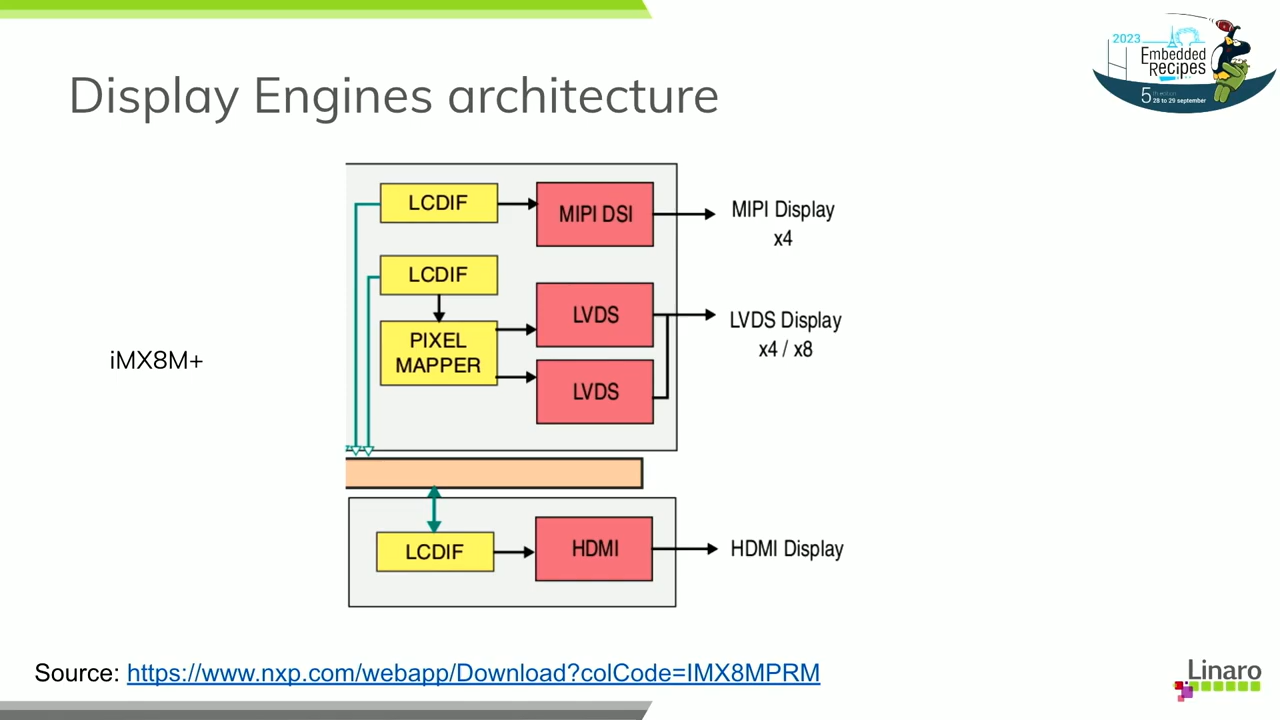 2023
Embedded
Recipes
5th edition
28 to 29 september
Display Engines architecture
LCDIF
MIPI DSI
MIPI Display
x4
LCDIF
LVDS
LVDS Display
x4 / x8
PIXEL
MAPPER
iMX8M+
LVDS
LCDIF
HDMI
HDMI Display
Source: https://www.nxp.com/webapp/Download?colCode=IMX8MPRM
Linaro